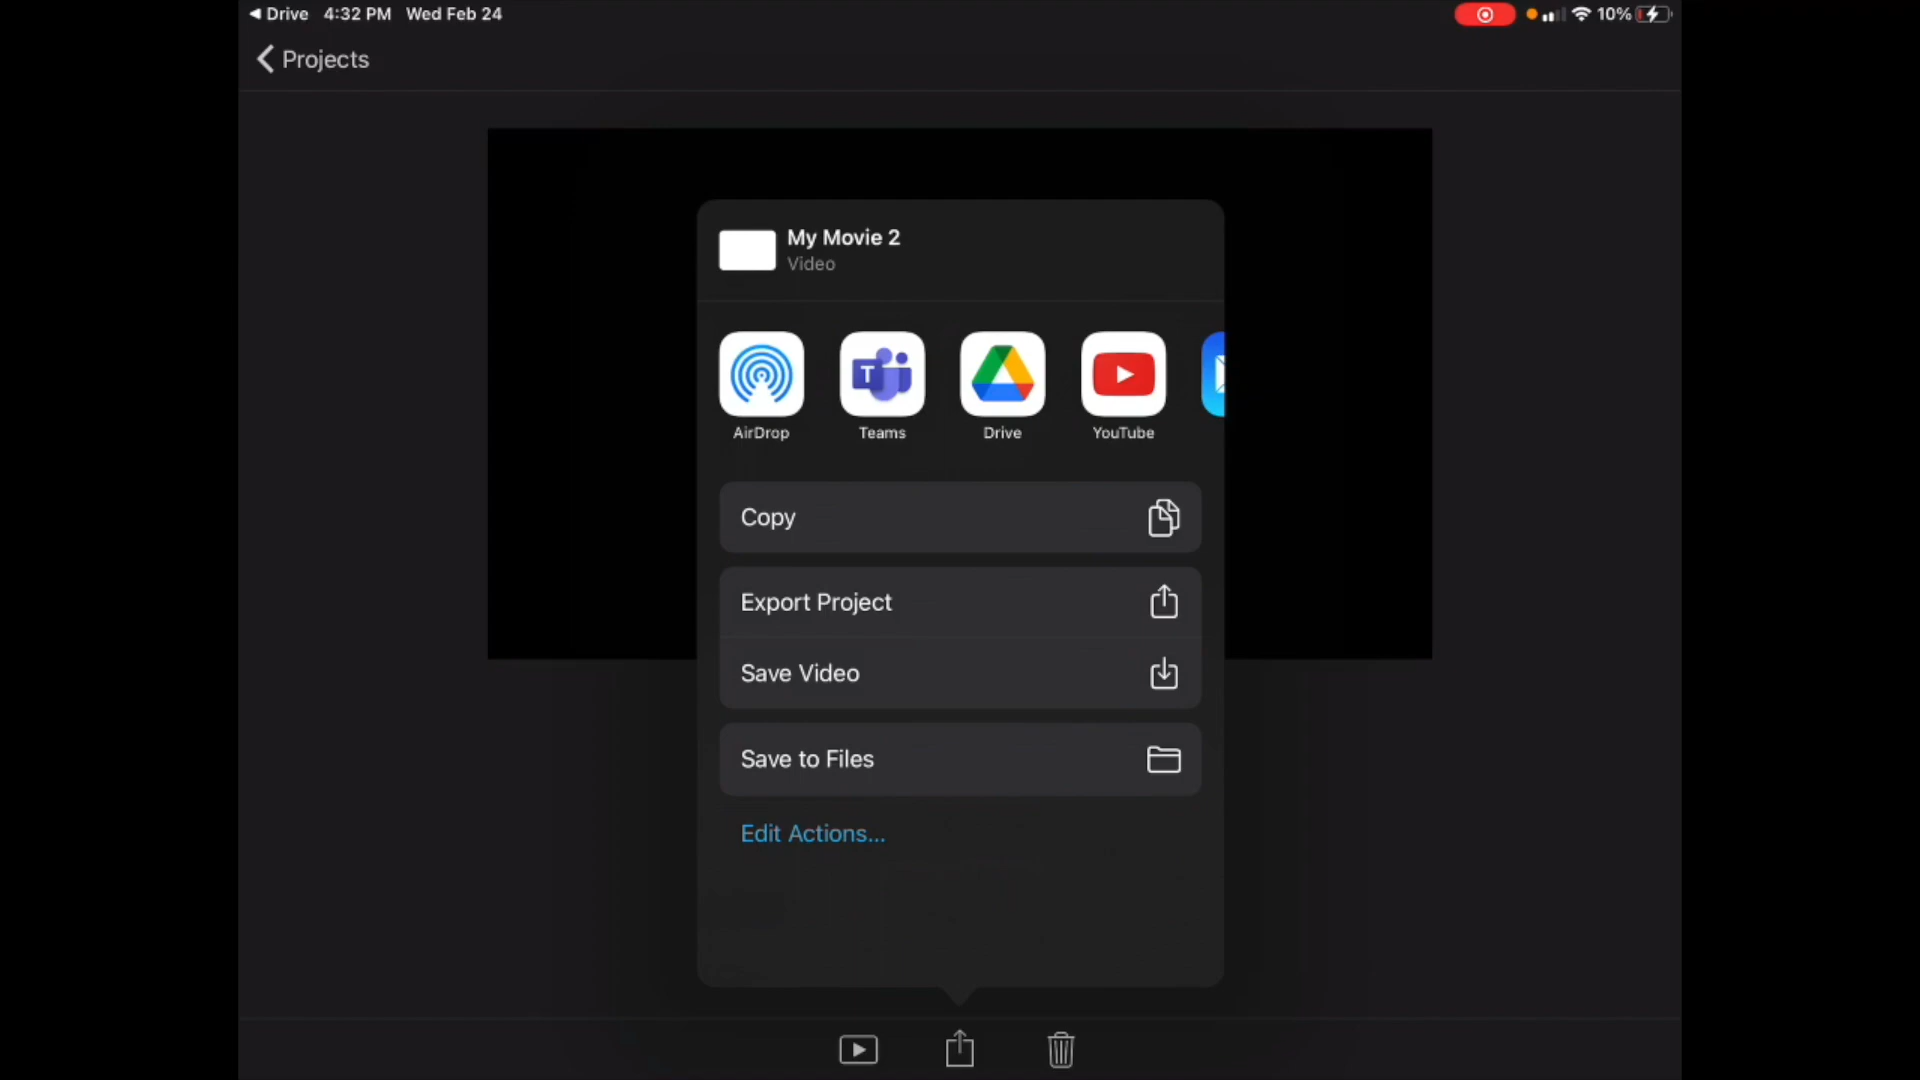 Drive 4:32 PM Wed Feb 24 10%
Projects
My Movie 2
Video
T
AirDrop Teams Drive YouTube
Copy
Export Project
Save Video
Save to Files
Edit Actions...